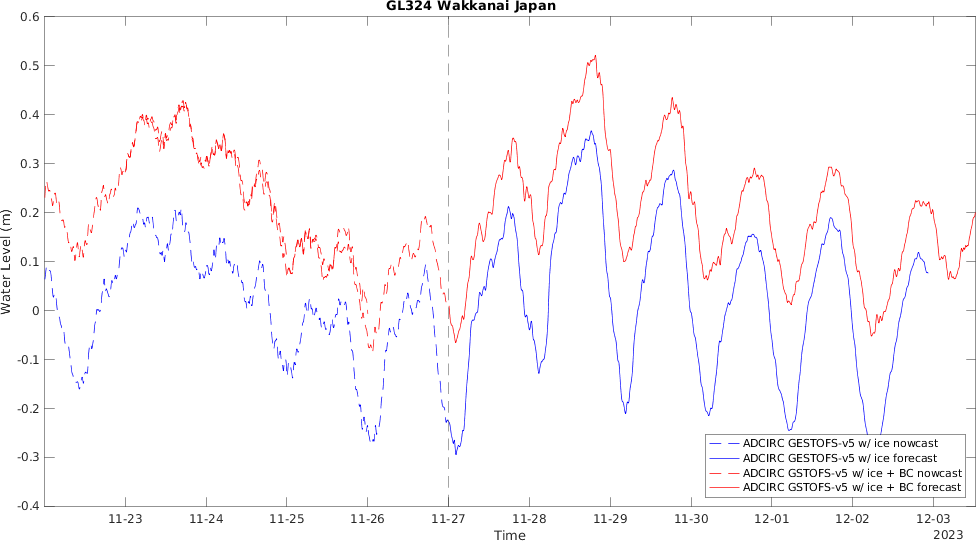 GL324 Wakkanai Japan
0.6
0.5
0.4
0.3
0.2
0.1
0
-0.1
-0.2
-0.3
-0.4
Water Level (m)
ADCIRC GESTOFS-v5 w/ ice nowcast
ADCIRC GESTOFS-v5 w/ ice forecast
ADCIRC GSTOFS-v5 w/ ice + BC nowcast
ADCIRC GSTOFS-v5 w/ ice + BC forecast
11-23 11-24 11-25 11-26 11-27 11-28 11-29 11-30 12-01 12-02 12-03
Time
2023